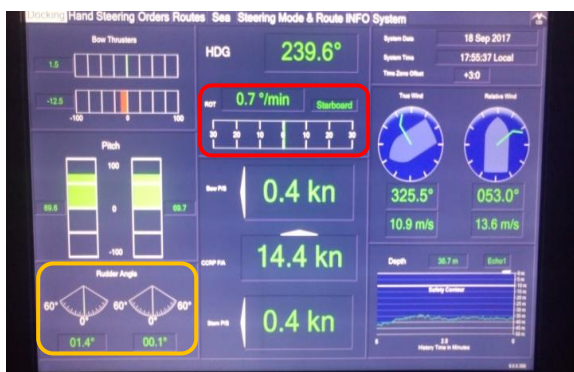 Docking Hand Steering Orders Routes Sea Steering Mode & Route INFO System
Bow Thrusters
1.5
-12.5
-100 0 100
Pitch
100
0
-100
69.6
69.7
Rudder Angle
60° 60° 60°
0° 0°
01.4° 00.1°
HDG 239.6°
ROT 0.7 °/min Starboard
30 20 10 0 10 20 30
Bow P/S 0.4 kn
CCRP F/A 14.4 kn
Stern P/S 0.4 kn
System Date 18 Sep 2017
System Time 17:55:37 Local
Time Zone Offset +3:0
True Wind Relative Wind
325.5° 053.0°
10.9 m/s 13.6 m/s
Depth 36.7 m Echo1
Safety Contour
History Time in Minutes